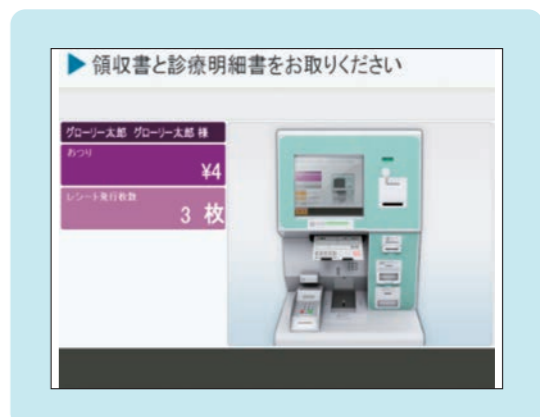 領収書と診療明細書をお取りください
グローリー太郎 グローリー太郎 様
おつり
¥4
レシート発行枚数
3 枚